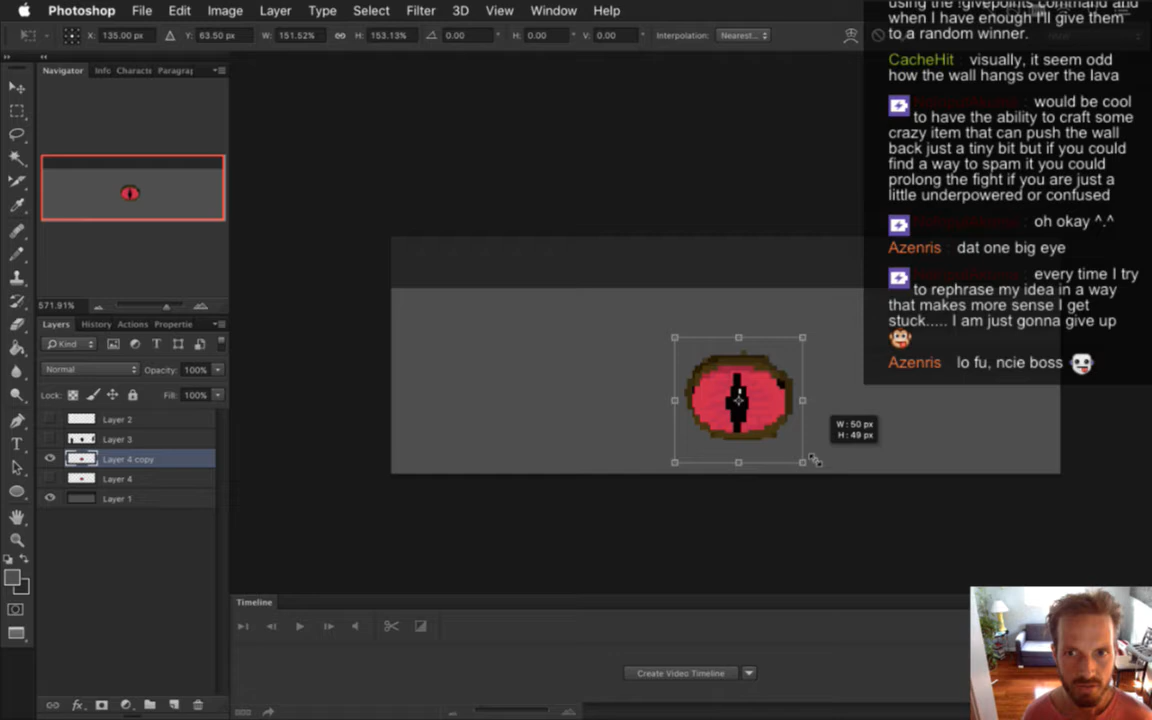 Photoshop File Edit Image Layer Type Select Filter 3D View Window Help
X: 135.00 px Y: 63.50 px W: 151.52% H: 153.13% 0.00 H: 0.00 V: 0.00 Interpolation: Nearest...
Navigator Info Characte Paragraj
571.91%
Layers History Actions Propertie
Kind
Normal Opacity: 100%
Lock: Fill: 100%
Layer 2
Layer 3
Layer 4 copy
Layer 4
Layer 1
W: 50 px
H: 49 px
Timeline
Create Video Timeline
using the !givepoints command and
when I have enough I'll give them
to a random winner.
CacheHit : visually, it seem odd
how the wall hangs over the lava
: would be cool
to have the ability to craft some
crazy item that can push the wall
back just a tiny bit but if you could
find a way to spam it you could
prolong the fight if you are just a
little underpowered or confused
: oh okay ^.^
Azenris : dat one big eye
: every time I try
to rephrase my idea in a way
that makes more sense I get
stuck..... I am just gonna give up
Azenris : lo fu, ncie boss